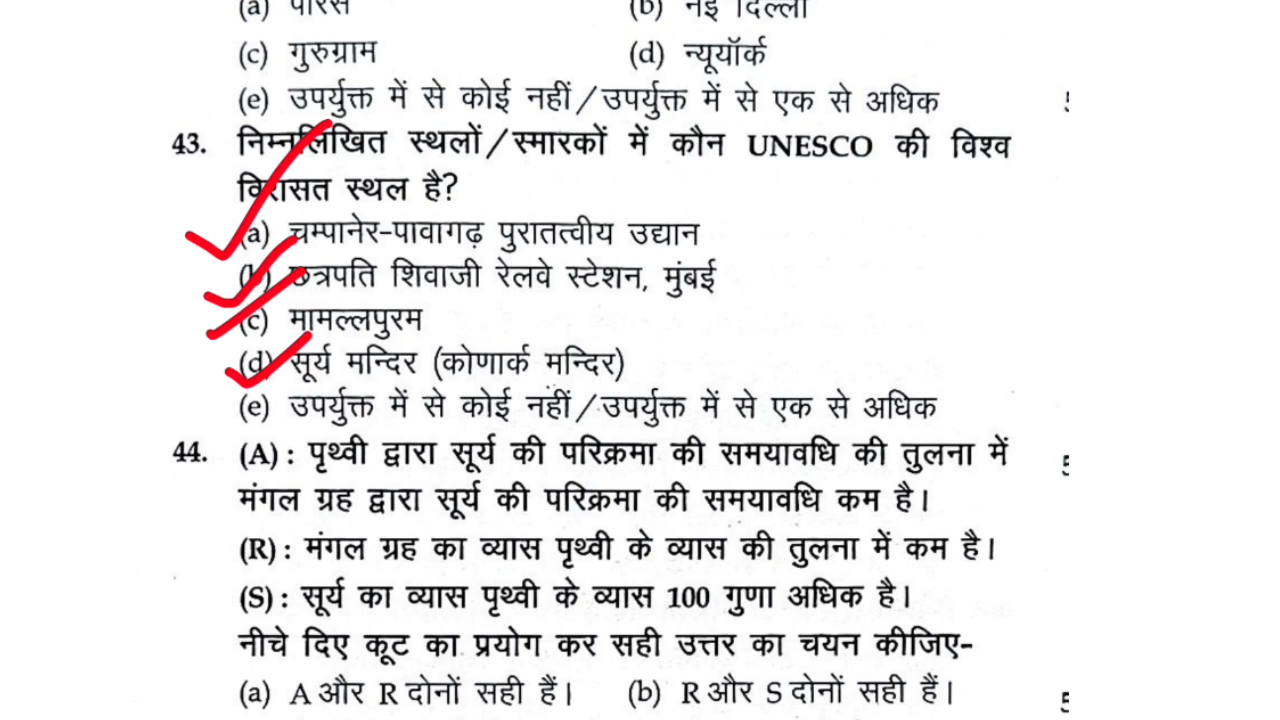 (a) पेरिस (b) नई दिल्ली
(c) गुरुग्राम (d) न्यूयॉर्क
(e) उपर्युक्त में से कोई नहीं/उपर्युक्त में से एक से अधिक
43. निम्नलिखित स्थलों/स्मारकों में कौन UNESCO की विश्व
विरासत स्थल है?
(a) चम्पानेर-पावागढ़ पुरातत्वीय उद्यान
(b) छत्रपति शिवाजी रेलवे स्टेशन, मुंबई
(c) मामल्लपुरम
(d) सूर्य मन्दिर (कोणार्क मन्दिर)
(e) उपर्युक्त में से कोई नहीं/उपर्युक्त में से एक से अधिक
44. (A): पृथ्वी द्वारा सूर्य की परिक्रमा की समयावधि की तुलना में
मंगल ग्रह द्वारा सूर्य की परिक्रमा की समयावधि कम है।
(R): मंगल ग्रह का व्यास पृथ्वी के व्यास की तुलना में कम है।
(S): सूर्य का व्यास पृथ्वी के व्यास 100 गुणा अधिक है।
नीचे दिए कूट का प्रयोग कर सही उत्तर का चयन कीजिए-
(a) A और R दोनों सही हैं। (b) R और S दोनों सही हैं।